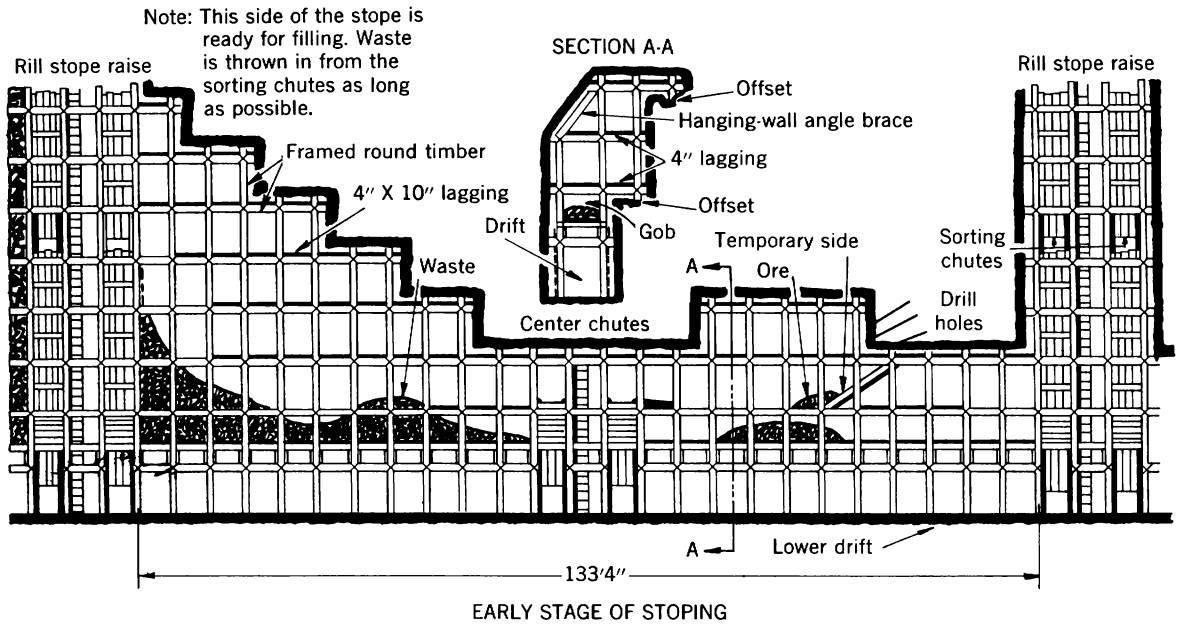 Note: This side of the stope is
ready for filling. Waste
is thrown in from the
sorting chutes as long
as possible.
Rill stope raise
SECTION A-A
Rill stope raise
Offset
Hanging-wall angle brace
Framed round timber
4" lagging
4" X 10" lagging
Offset
Drift
Gob
Temporary side
Sorting
chutes
Waste
A
Ore
Drill
holes
Center chutes
A
Lower drift
133'4"
EARLY STAGE OF STOPING